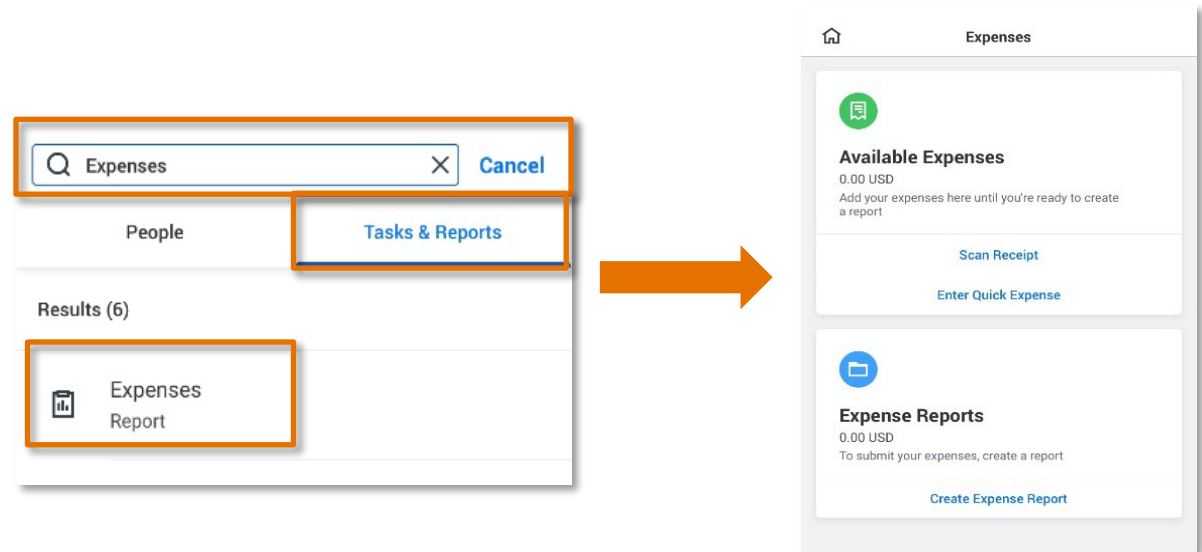 Expenses
Cancel
People
Tasks & Reports
Results (6)
Expenses
Report
Expenses
Available Expenses
0.00 USD
Add your expenses here until you're ready to create
a report
Scan Receipt
Enter Quick Expense
Expense Reports
0.00 USD
To submit your expenses, create a report
Create Expense Report